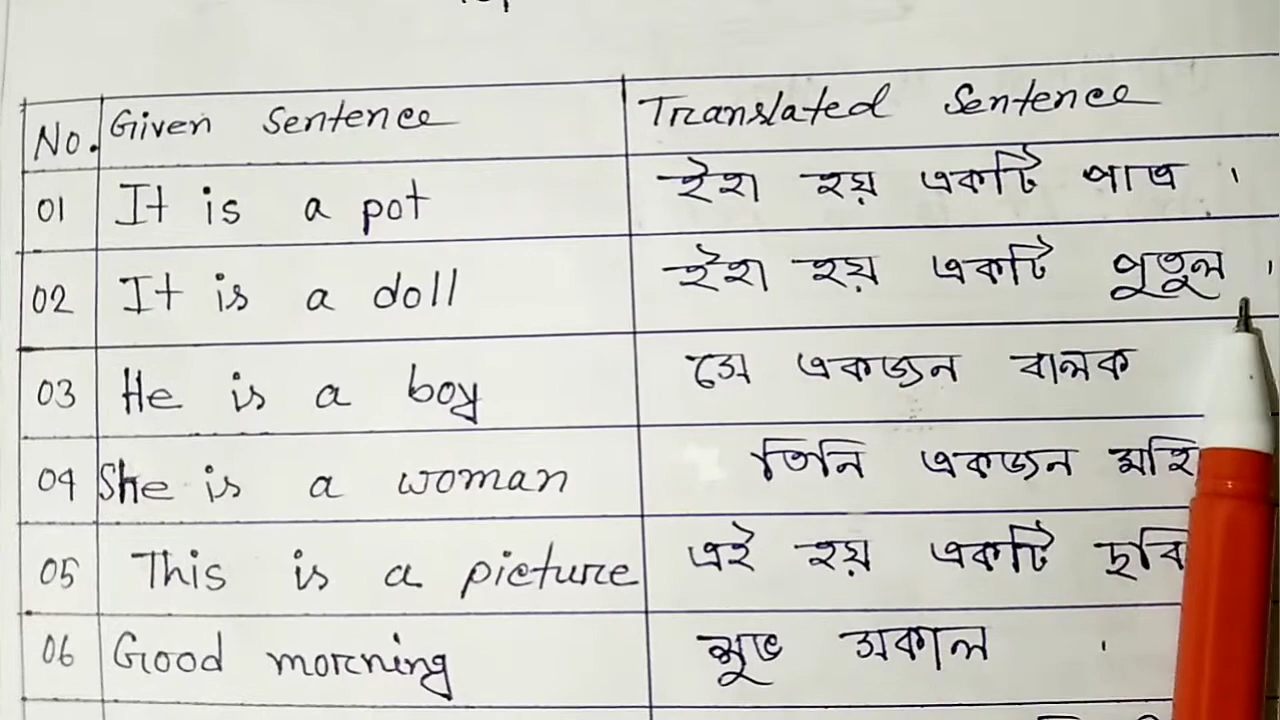 No. Given Sentence Translated Sentence
01 It is a pot ইহা হয় একটি পাত্র ।
02 It is a doll ইহা হয় একটি পুতুল ।
03 He is a boy সে একজন বালক
04 She is a woman তিনি একজন মহি
05 This is a picture এই হয় একটি ছবি
06 Good morning শুভ সকাল ।